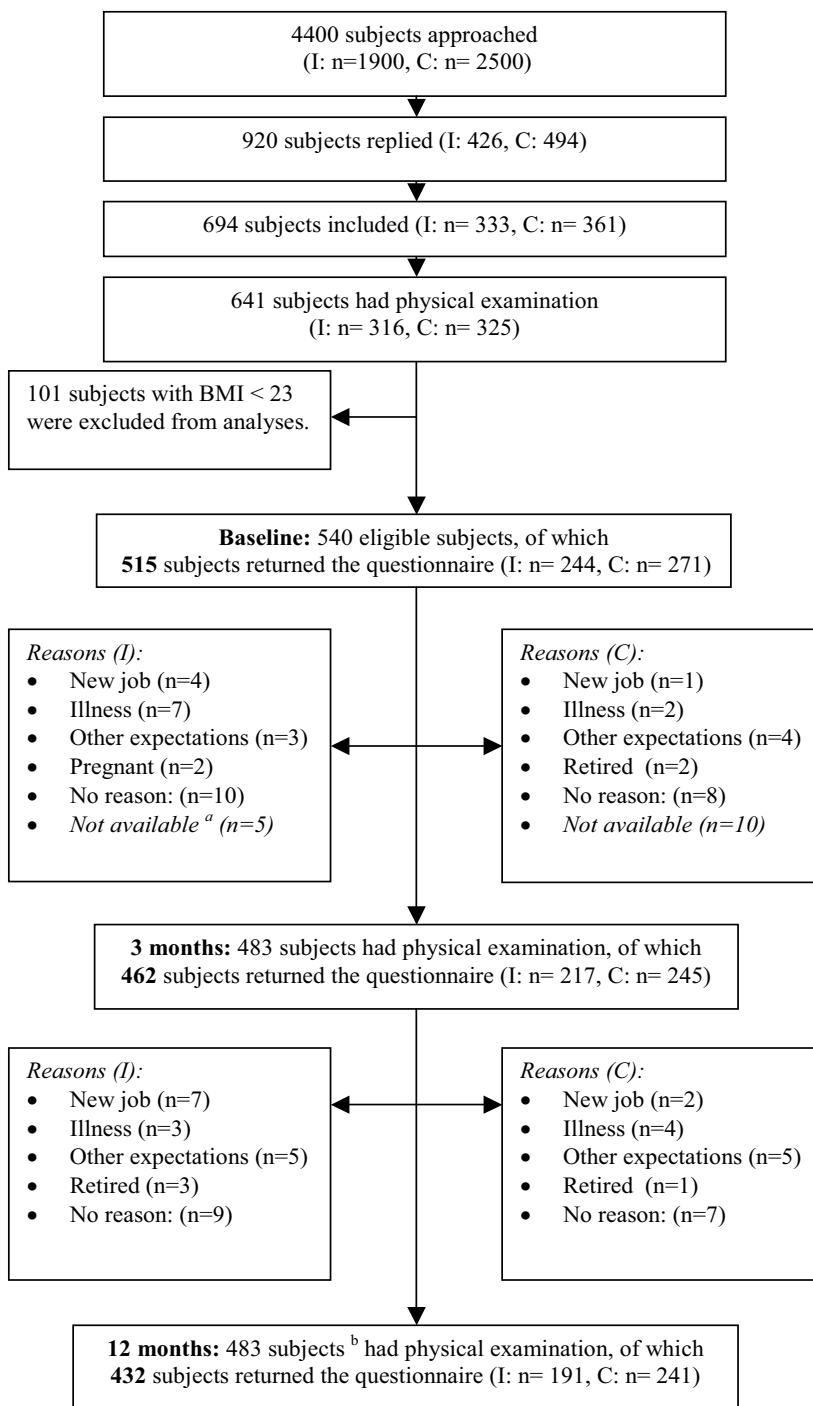 4400 subjects approached
(I: n=1900, C: n= 2500)
920 subjects replied (I: 426, C: 494)
694 subjects included (I: n= 333, C: n= 361)
641 subjects had physical examination
(I: n= 316, C: n= 325)
101 subjects with BMI < 23
were excluded from analyses.
Baseline: 540 eligible subjects, of which
515 subjects returned the questionnaire (I: n= 244, C: n= 271)
Reasons (I):
• New job (n=4)
• Illness (n=7)
• Other expectations (n=3)
• Pregnant (n=2)
• No reason: (n=10)
• Not available a (n=5)
Reasons (C):
• New job (n=1)
• Illness (n=2)
• Other expectations (n=4)
• Retired (n=2)
• No reason: (n=8)
• Not available (n=10)
3 months: 483 subjects had physical examination, of which
462 subjects returned the questionnaire (I: n= 217, C: n= 245)
Reasons (I):
• New job (n=7)
• Illness (n=3)
• Other expectations (n=5)
• Retired (n=3)
• No reason: (n=9)
Reasons (C):
• New job (n=2)
• Illness (n=4)
• Other expectations (n=5)
• Retired (n=1)
• No reason: (n=7)
12 months: 483 subjects b had physical examination, of which
432 subjects returned the questionnaire (I: n= 191, C: n= 241)